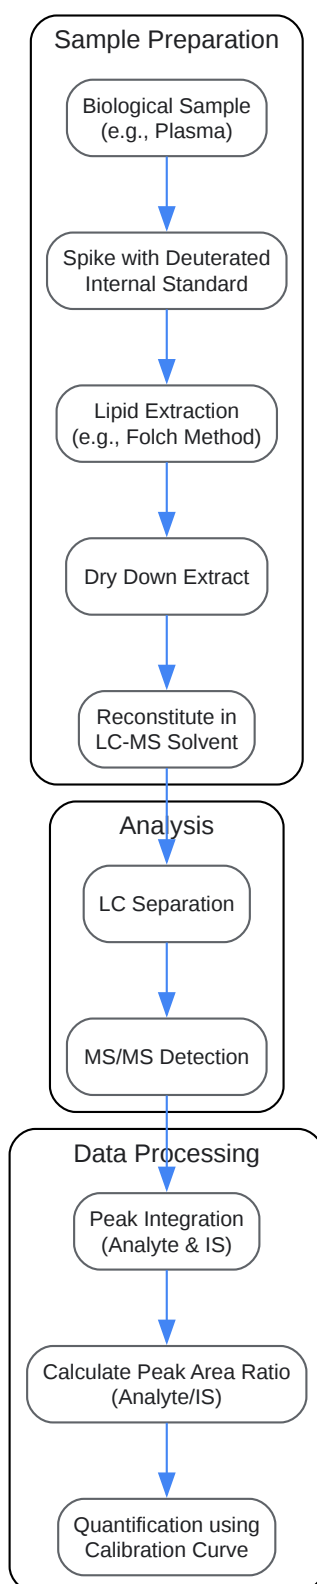 Sample Preparation
Biological Sample
(e.g., Plasma)
Spike with Deuterated
Internal Standard
Lipid Extraction
(e.g., Folch Method)
Dry Down Extract
Reconstitute in
LC-MS Solvent
Analysis
LC Separation
MS/MS Detection
Data Processing
Peak Integration
(Analyte & IS)
Calculate Peak Area Ratio
(Analyte/IS)
Quantification using
Calibration Curve